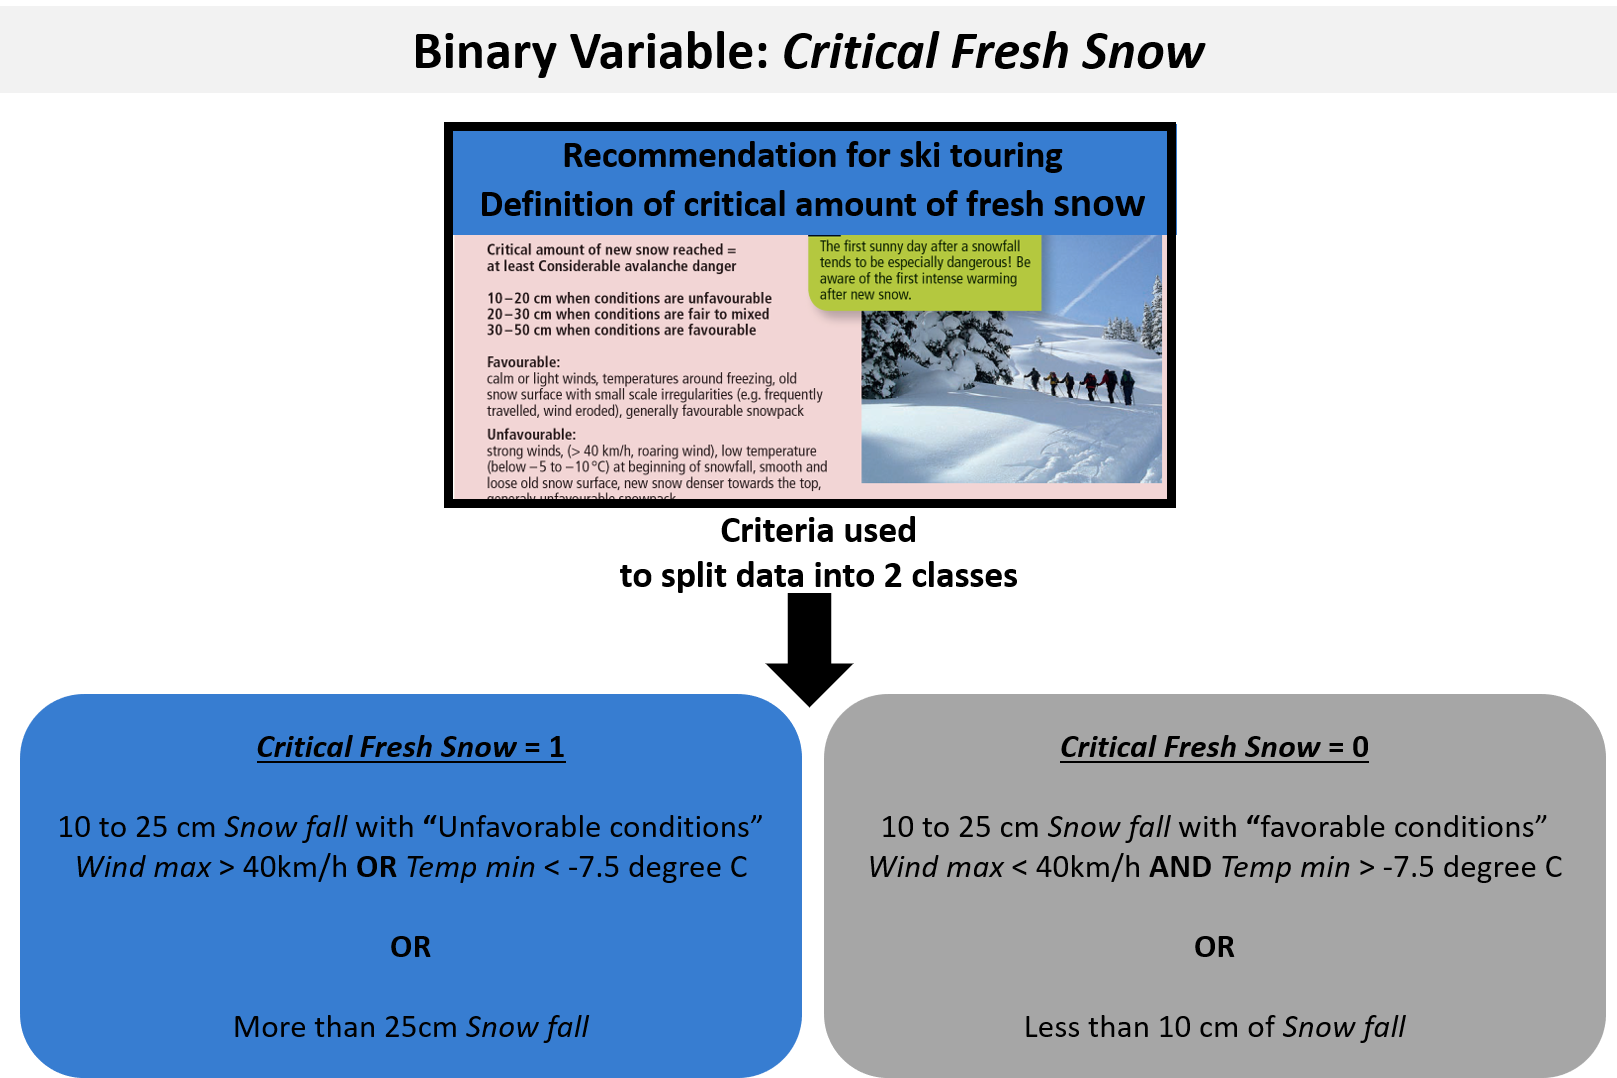 Binary Variable: Critical Fresh Snow
Recommendation for ski touring
Definition of critical amount of fresh snow
Critical amount of new snow reached =
at least Considerable avalanche danger
10–20 cm when conditions are unfavourable
20–30 cm when conditions are fair to mixed
30–50 cm when conditions are favourable
Favourable:
calm or light winds, temperatures around freezing, old
snow surface with small scale irregularities (e.g. frequently
travelled, wind eroded), generally favourable snowpack
Unfavourable:
strong winds, (> 40 km/h, roaring wind), low temperature
(below –5 to –10 °C) at beginning of snowfall, smooth and
loose old snow surface, new snow denser towards the top,
generaly unfavourable snowpack
The first sunny day after a snowfall
tends to be especially dangerous! Be
aware of the first intense warming
after new snow.
Criteria used
to split data into 2 classes
Critical Fresh Snow = 1
10 to 25 cm Snow fall with “Unfavorable conditions”
Wind max > 40km/h OR Temp min < -7.5 degree C
OR
More than 25cm Snow fall
Critical Fresh Snow = 0
10 to 25 cm Snow fall with “favorable conditions”
Wind max < 40km/h AND Temp min > -7.5 degree C
OR
Less than 10 cm of Snow fall